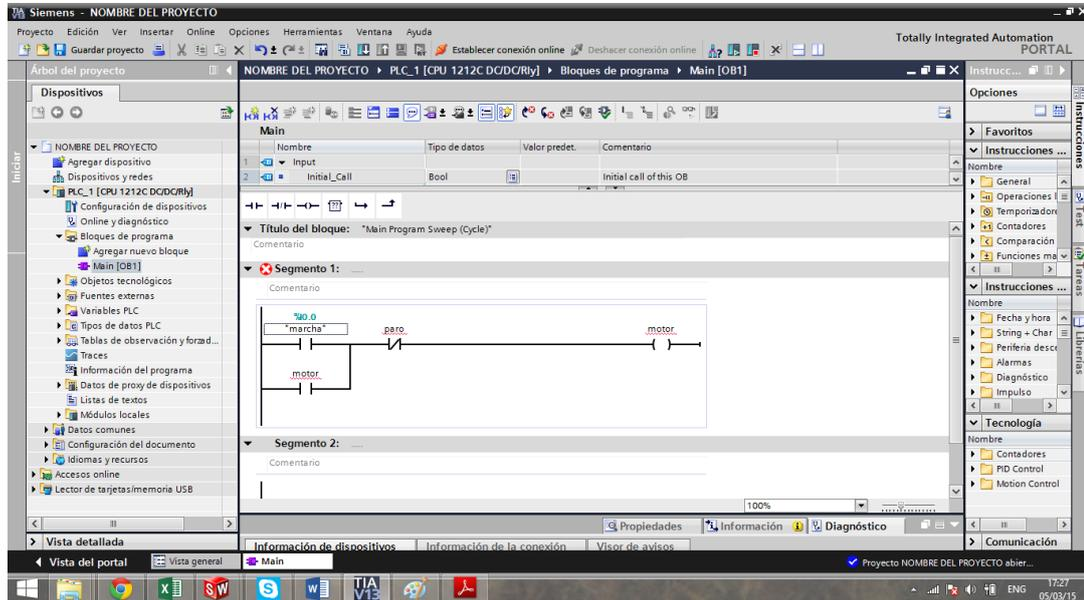 Siemens - NOMBRE DEL PROYECTO
Proyecto Edición Ver Insertar Online Opciones Herramientas Ventana Ayuda
Guardar proyecto
Establecer conexión online Deshacer conexión online
Totally Integrated Automation
PORTAL
Árbol del proyecto
NOMBRE DEL PROYECTO PLC_1 [CPU 1212C DC/DC/Rly] Bloques de programa Main [OB1]
Instrucc...
Dispositivos
Opciones
Iniciar
NOMBRE DEL PROYECTO
Agregar dispositivo
Dispositivos y redes
PLC_1 [CPU 1212C DC/DC/Rly]
Configuración de dispositivos
Online y diagnóstico
Bloques de programa
Agregar nuevo bloque
Main [OB1]
Objetos tecnológicos
Fuentes externas
Variables PLC
Tipos de datos PLC
Tablas de observación y forzad...
Traces
Información del programa
Datos de proxy de dispositivos
Listas de textos
Módulos locales
Datos comunes
Configuración del documento
Idiomas y recursos
Accesos online
Lector de tarjetas/memoria USB
Vista detallada
Main
Nombre Tipo de datos Valor predet. Comentario
1 Input
2 Initial_Call Bool Initial call of this OB
Título del bloque: "Main Program Sweep (Cycle)"
Comentario
Segmento 1: .....
Comentario
%I0.0
"marcha" paro motor
motor
Segmento 2: .....
Comentario
100%
Propiedades Información Diagnóstico
Información de dispositivos Información de la conexión Visor de avisos
Favoritos
Instrucciones ...
Nombre
General
Operaciones l
Temporizadore
Contadores
Comparación
Funciones ma
Instrucciones ...
Nombre
Fecha y hora
String + Char
Periferia desce
Alarmas
Diagnóstico
Impulso
Tecnología
Nombre
Contadores
PID Control
Motion Control
Comunicación
Instrucciones
Test
Tareas
Librerías
Vista del portal Vista general Main
Proyecto NOMBRE DEL PROYECTO abier...
TIA
V13
ENG
17:27
05/03/15